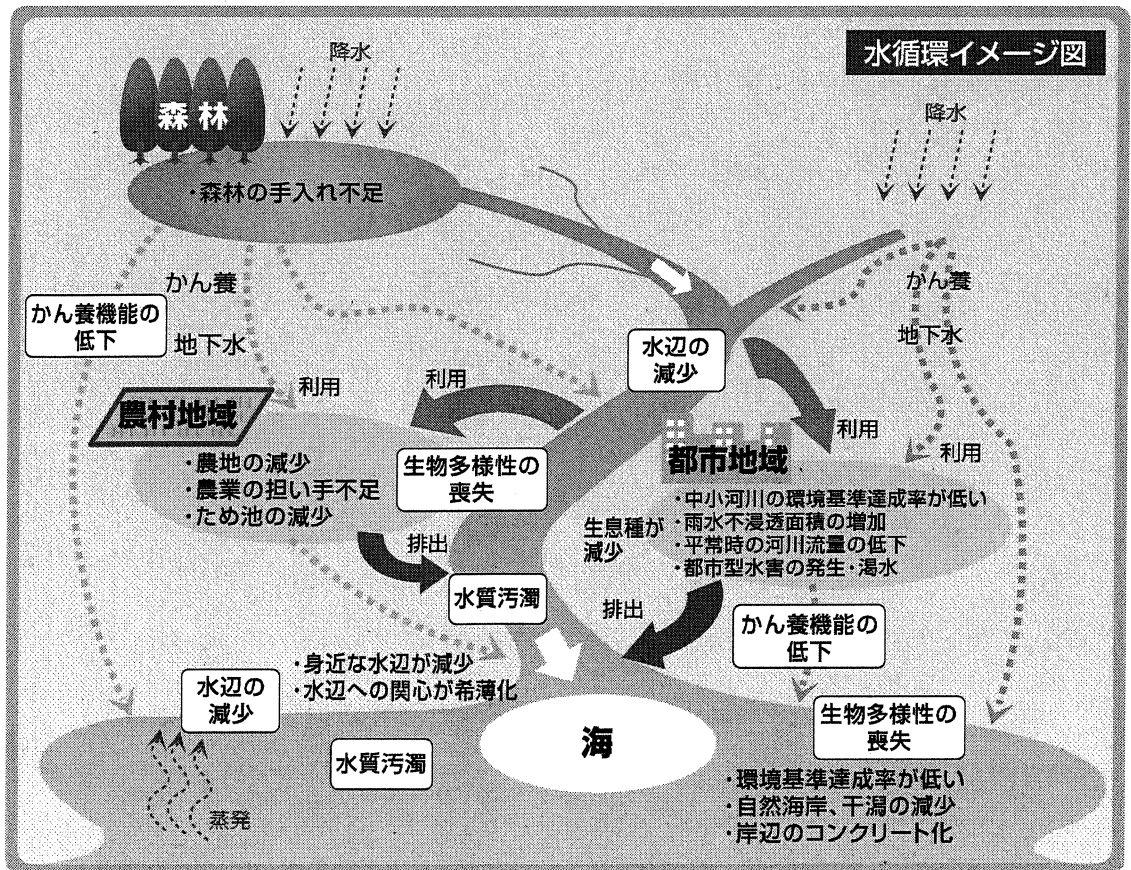 水循環イメージ図
降水
森林
・森林の手入れ不足
降水
かん養
かん養機能の
低下
地下水
かん養
地下水
水辺の
減少
利用
利用
農村地域
・農地の減少
・農業の担い手不足
・ため池の減少
生物多様性の
喪失
利用
利用
都市地域
・中小河川の環境基準達成率が低い
・雨水不浸透面積の増加
・平常時の河川流量の低下
・都市型水害の発生・渇水
生息種が
減少
排出
水質汚濁
排出
かん養機能の
低下
・身近な水辺が減少
・水辺への関心が希薄化
水辺の
減少
海
水質汚濁
蒸発
生物多様性の
喪失
・環境基準達成率が低い
・自然海岸、干潟の減少
・岸辺のコンクリート化